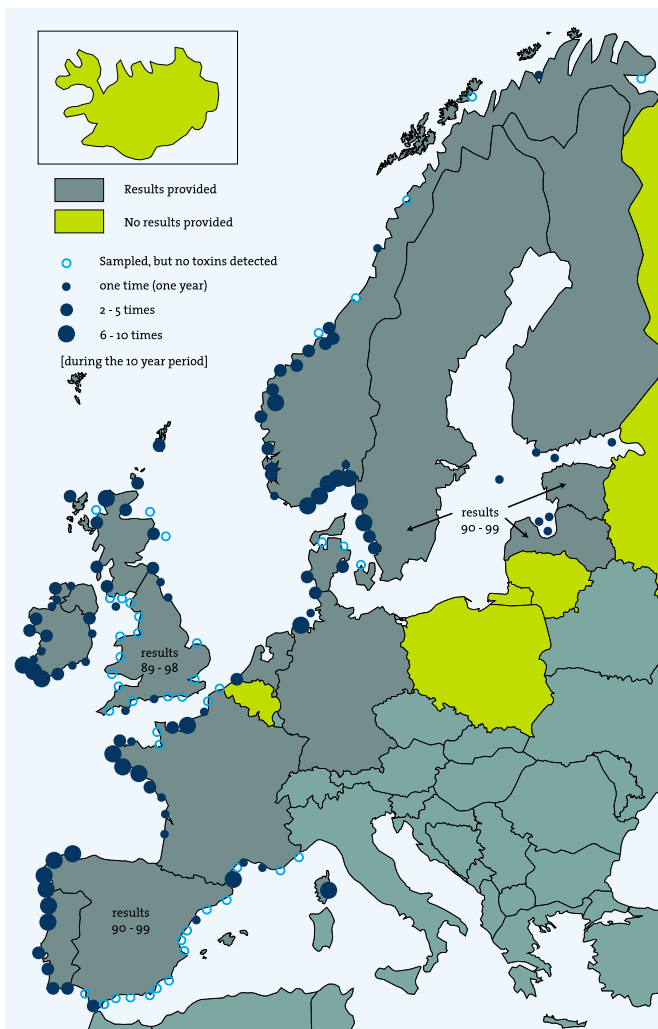 Results provided
No results provided
Sampled, but no toxins detected
one time (one year)
2 - 5 times
6 - 10 times
[during the 10 year period]
results
90 - 99
results
89 - 98
results
90 - 99